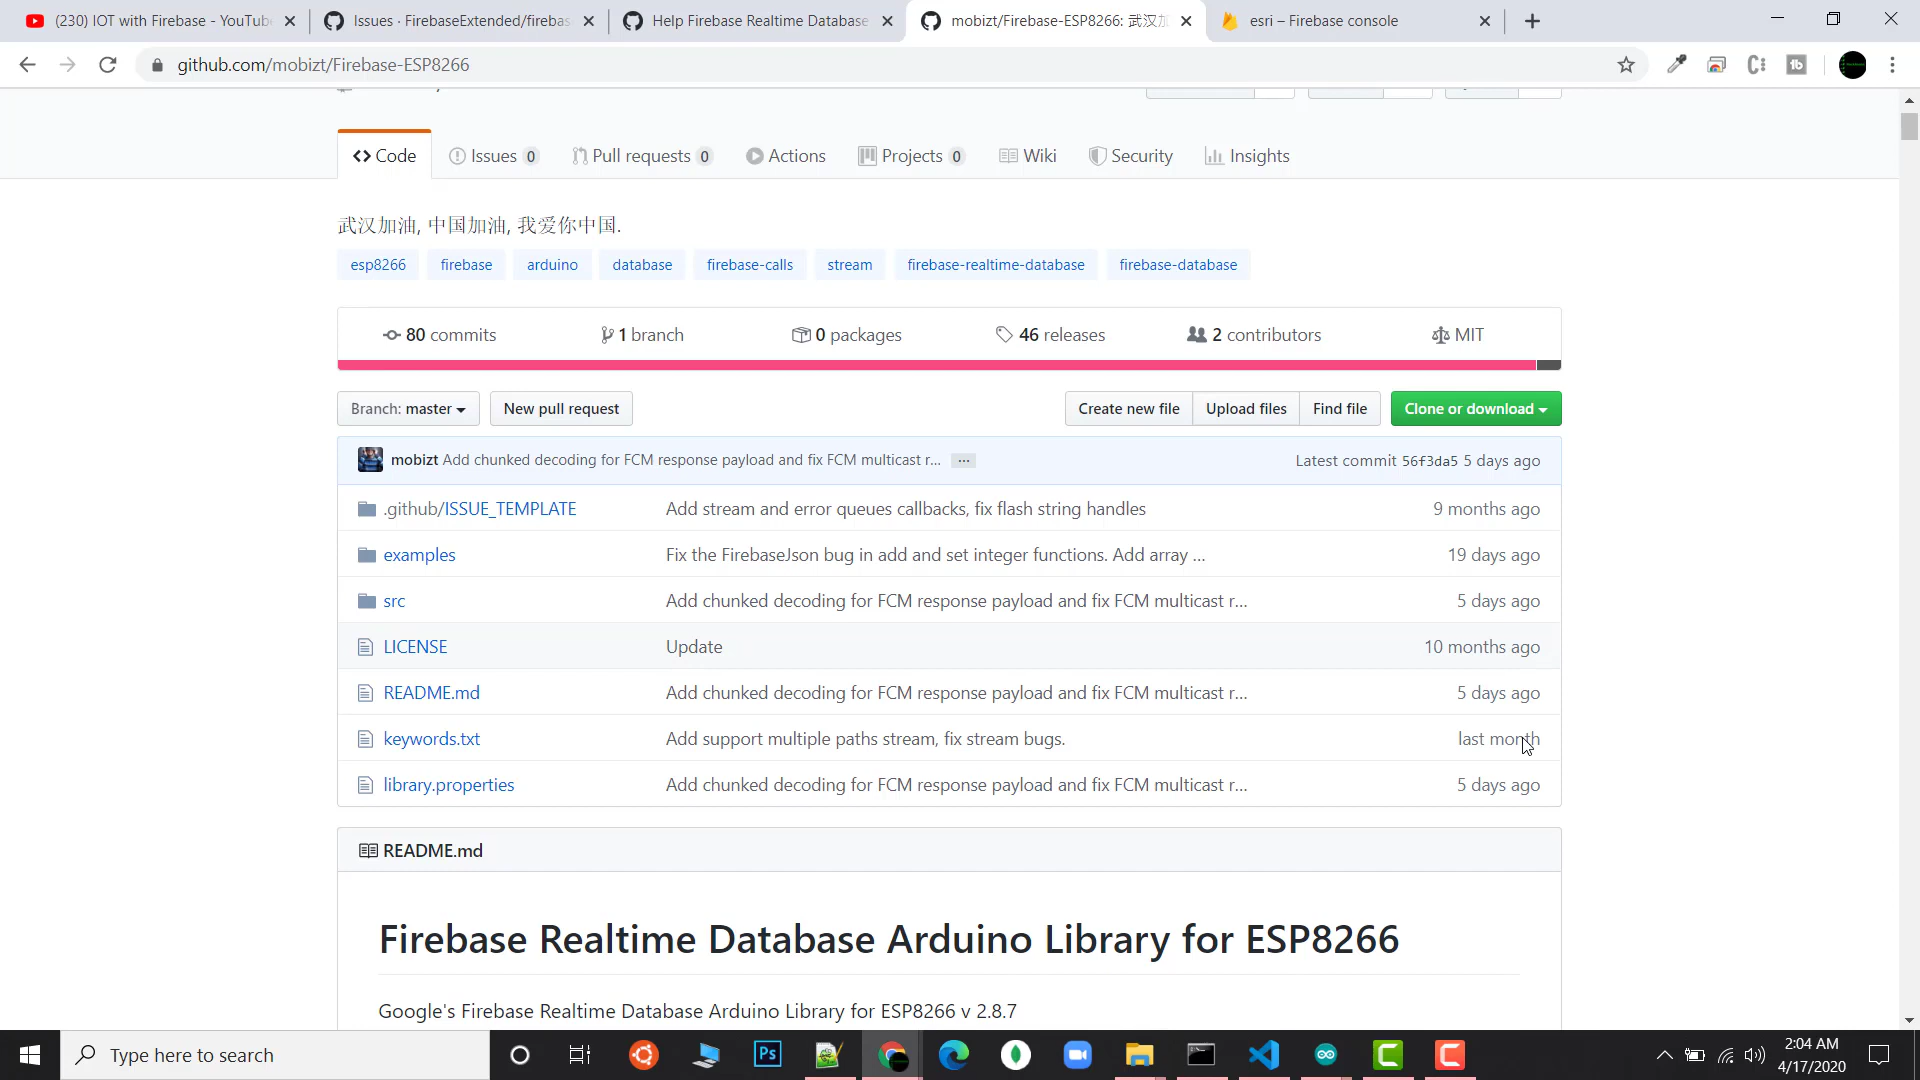 (230) IOT with Firebase - YouTube
Issues · FirebaseExtended/firebas
Help Firebase Realtime Database
mobizt/Firebase-ESP8266: 武汉加
esri – Firebase console
github.com/mobizt/Firebase-ESP8266
Code
Issues 0
Pull requests 0
Actions
Projects 0
Wiki
Security
Insights
武汉加油, 中国加油, 我爱你中国.
esp8266 firebase arduino database firebase-calls stream firebase-realtime-database firebase-database
80 commits
1 branch
0 packages
46 releases
2 contributors
MIT
Branch: master
New pull request
Create new file
Upload files
Find file
Clone or download
mobizt Add chunked decoding for FCM response payload and fix FCM multicast r... ...
Latest commit 56f3da5 5 days ago
.github/ISSUE_TEMPLATE Add stream and error queues callbacks, fix flash string handles 9 months ago
examples Fix the FirebaseJson bug in add and set integer functions. Add array ... 19 days ago
src Add chunked decoding for FCM response payload and fix FCM multicast r... 5 days ago
LICENSE Update 10 months ago
README.md Add chunked decoding for FCM response payload and fix FCM multicast r... 5 days ago
keywords.txt Add support multiple paths stream, fix stream bugs. last month
library.properties Add chunked decoding for FCM response payload and fix FCM multicast r... 5 days ago
README.md
Firebase Realtime Database Arduino Library for ESP8266
Google's Firebase Realtime Database Arduino Library for ESP8266 v 2.8.7
Type here to search
Ps
2:04 AM
4/17/2020